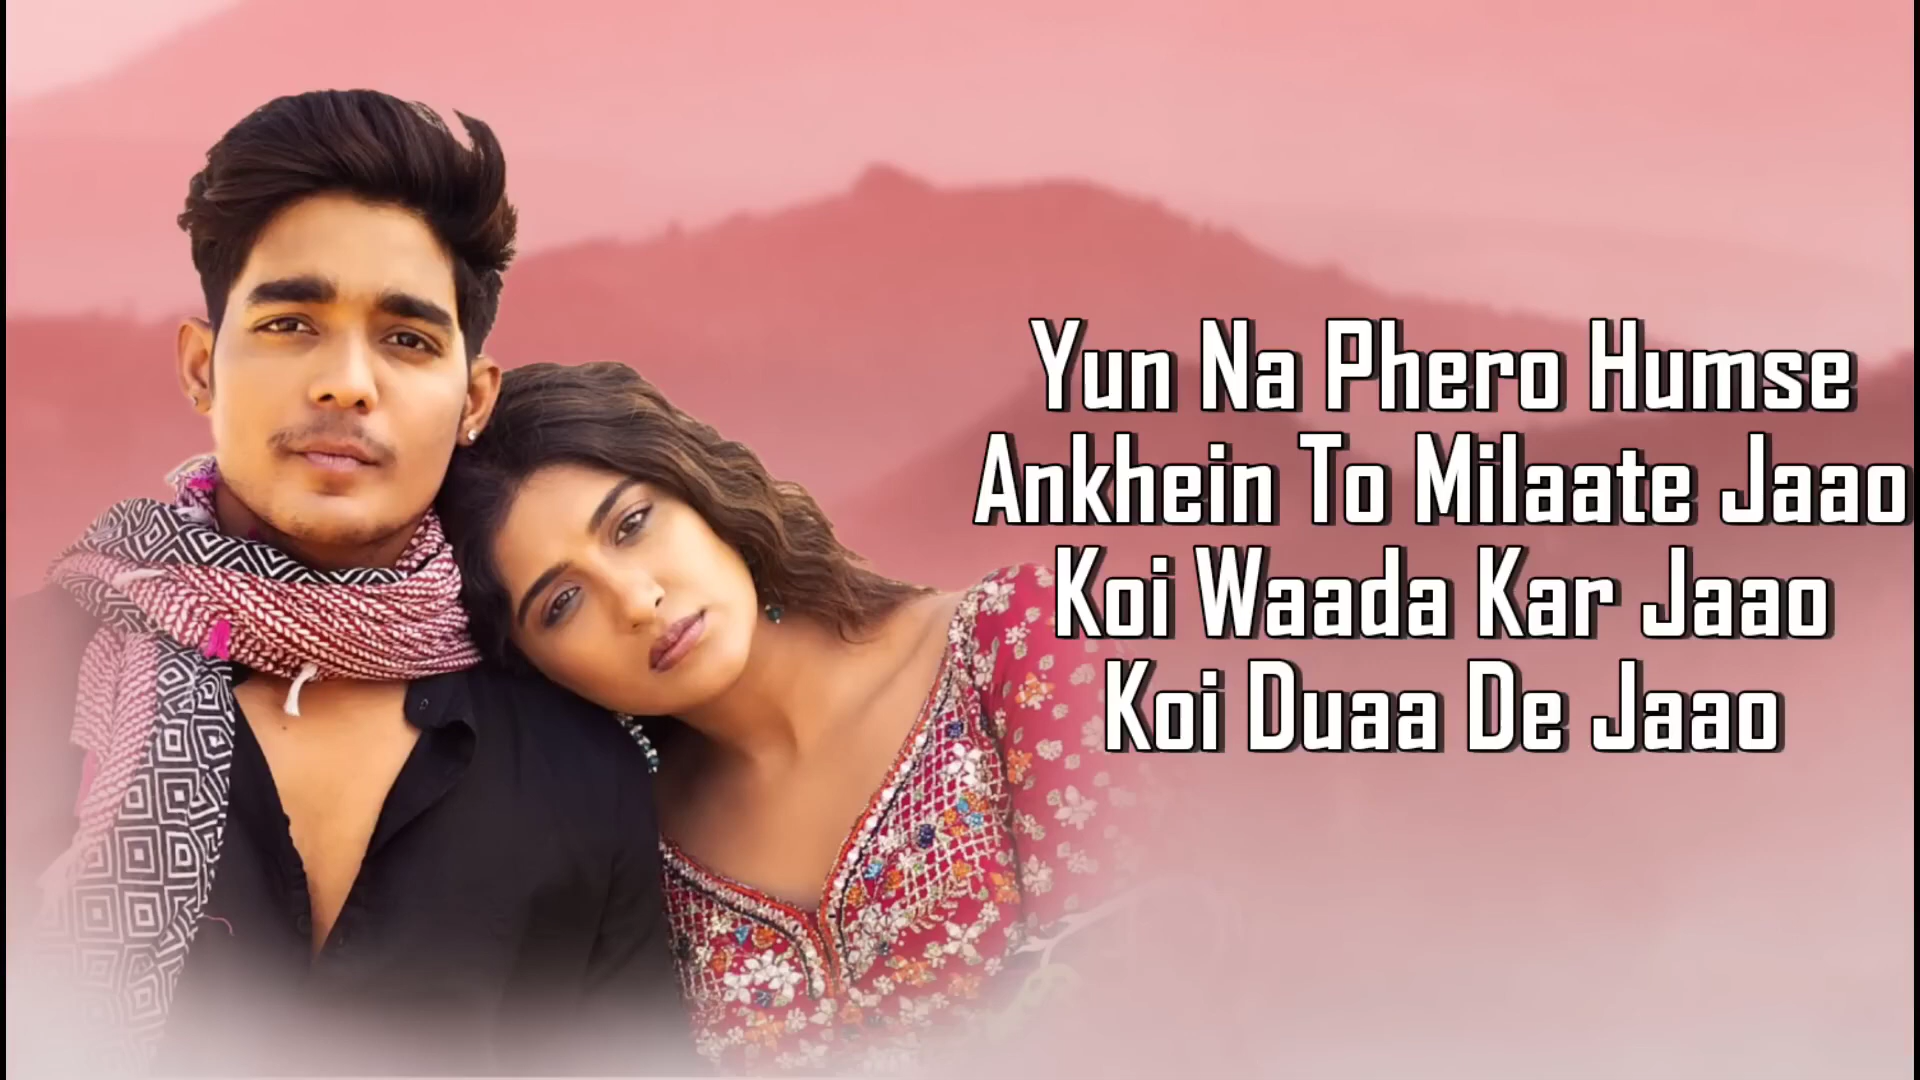 Yun Na Phero Humse
Ankhein To Milaate Jaao
Koi Waada Kar Jaao
Koi Duaa De Jaao